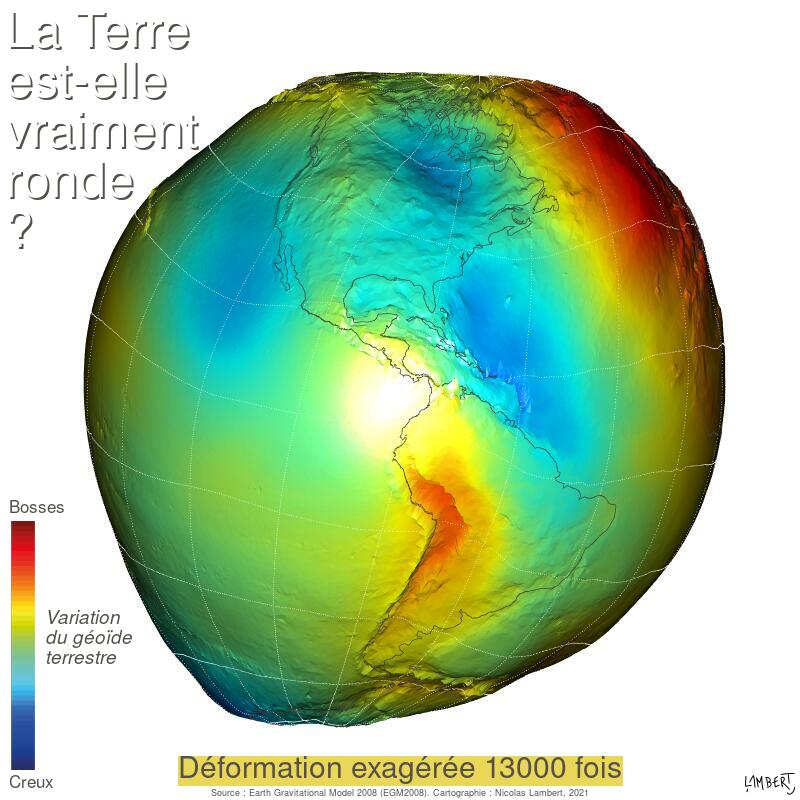 La Terre
est-elle
vraiment
ronde
?
Bosses
Variation
du géoïde
terrestre
Creux
Déformation exagérée 13000 fois
Source : Earth Gravitational Model 2008 (EGM2008). Cartographie : Nicolas Lambert, 2021
LAMBERT